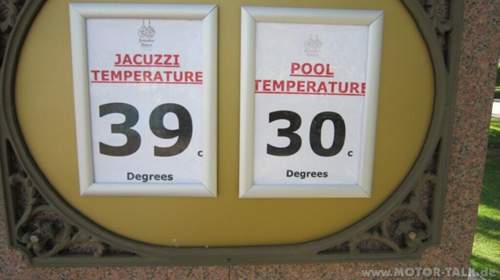 JACUZZI
TEMPERATURE
39 c
Degrees
POOL
TEMPERATURE
30 c
Degrees
www.MOTOR-TALK.de